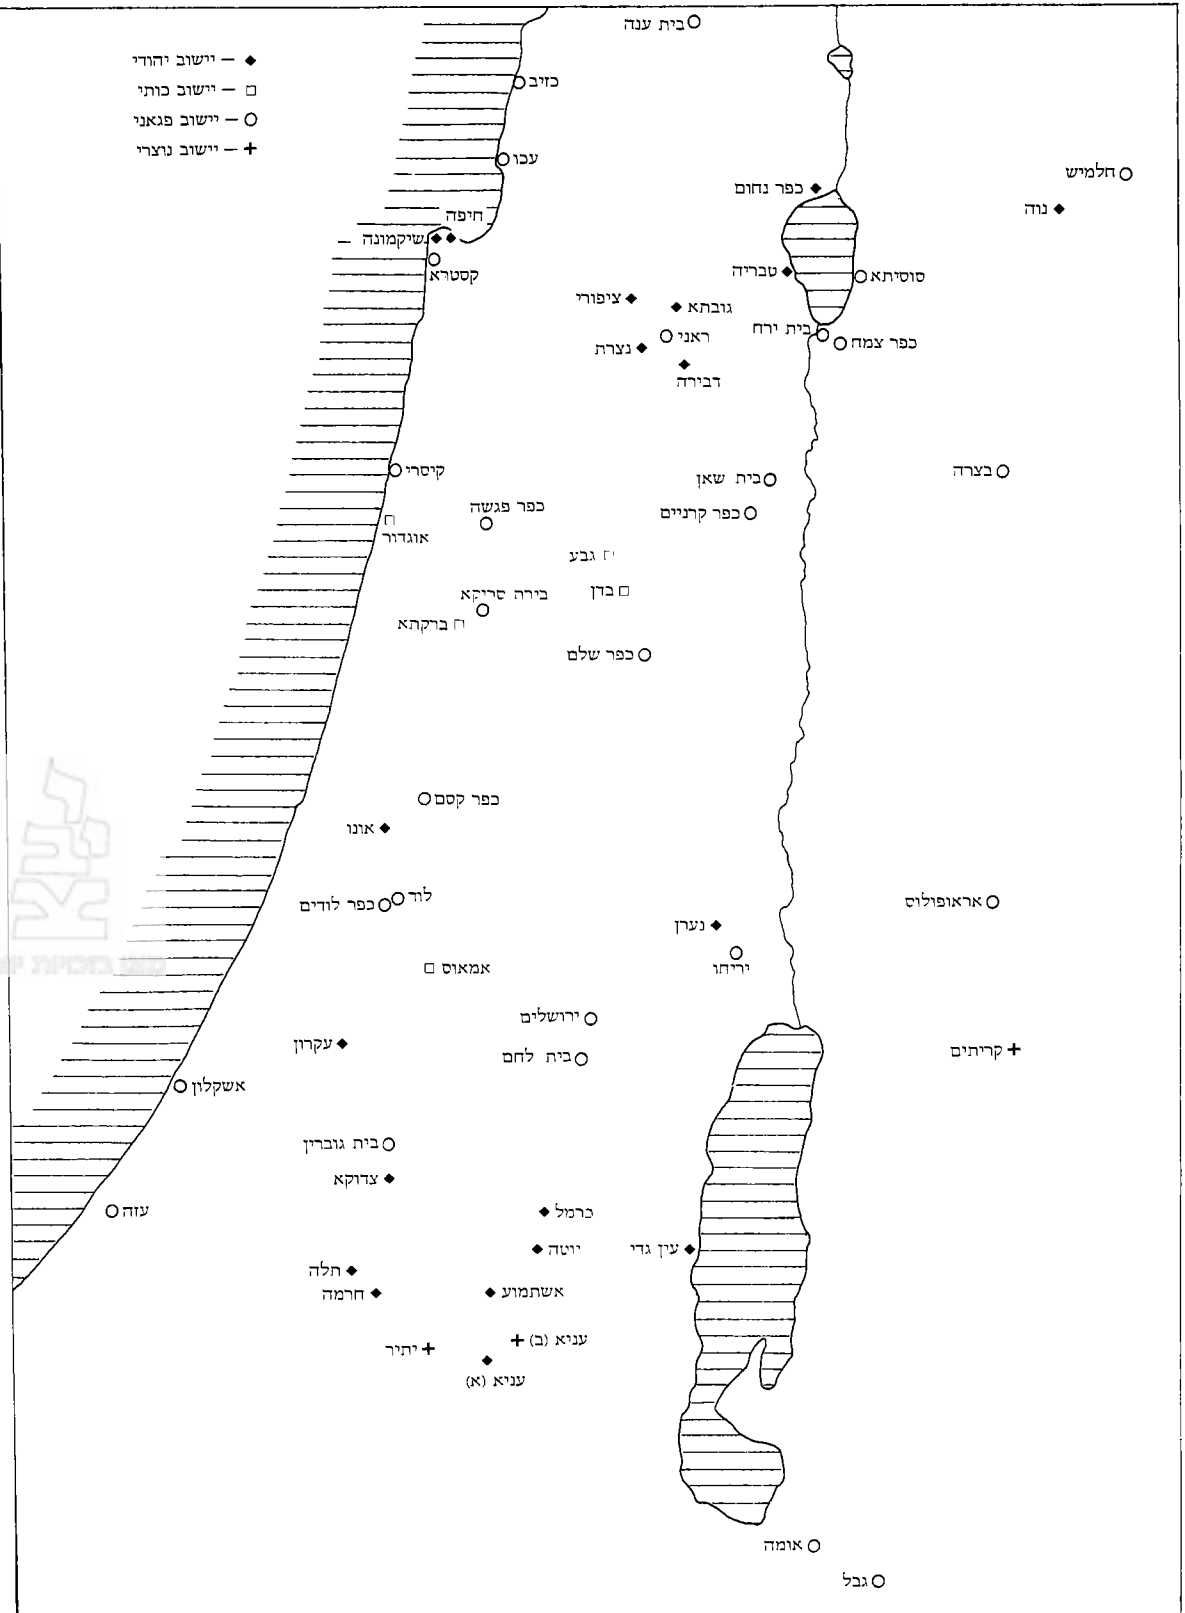 ◆ – יישוב יהודי
□ – יישוב כותי
○ – יישוב פגאני
+ – יישוב נוצרי
בית ענה
כזיב
עכו
חלמיש
כפר נחום
נוה
חיפה
שיקמונה
קסטרא
טבריה
סוסיתא
ציפורי
גובתא
ראני
בית ירח
כפר צמח
נצרת
דבירה
קיסרי
בית שאן
בצרה
כפר פגשה
כפר קרניים
אוגדור
גבע
בדן
בירה סריקא
ברקתא
כפר שלם
כפר קסם
אונו
לוד
כפר לודים
אראופולוס
נערן
יריחו
אמאוס
ירושלים
עקרון
בית לחם
קריתים
אשקלון
בית גוברין
צדוקא
עזה
כרמל
יוטה
עין גדי
תלה
חרמה
אשתמוע
עניא (ב)
יתיר
עניא (א)
אומה
גבל